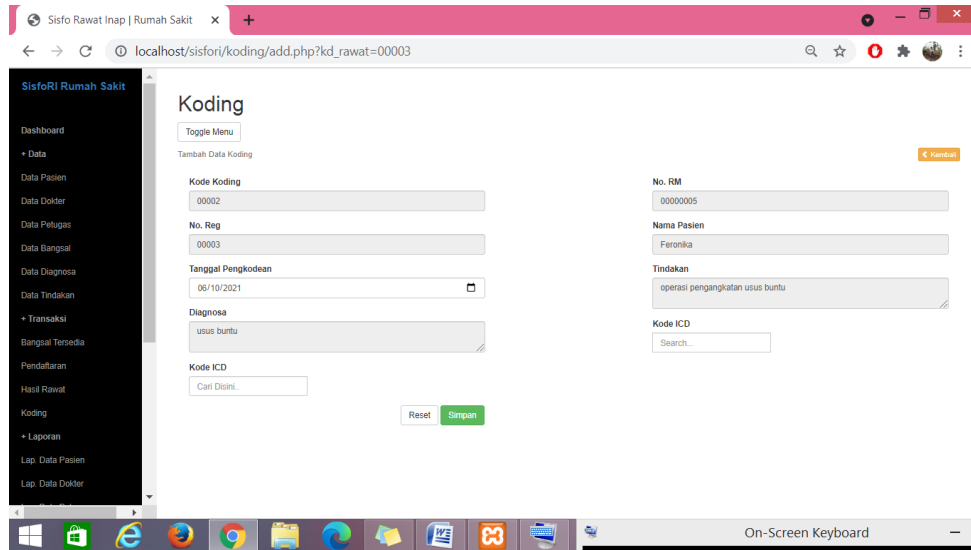 Sisfo Rawat Inap | Rumah Sakit
localhost/sisfori/koding/add.php?kd_rawat=00003
SisfoRI Rumah Sakit
Dashboard
+ Data
Data Pasien
Data Dokter
Data Petugas
Data Bangsal
Data Diagnosa
Data Tindakan
+ Transaksi
Bangsal Tersedia
Pendaftaran
Hasil Rawat
Koding
+ Laporan
Lap. Data Pasien
Lap. Data Dokter
Koding
Toggle Menu
Tambah Data Koding
Kembali
Kode Koding
00002
No. Reg
00003
Tanggal Pengkodean
06/10/2021
Diagnosa
usus buntu
Kode ICD
Cari Disini..
Reset Simpan
No. RM
00000005
Nama Pasien
Feronika
Tindakan
operasi pengangkatan usus buntu
Kode ICD
Search...
On-Screen Keyboard